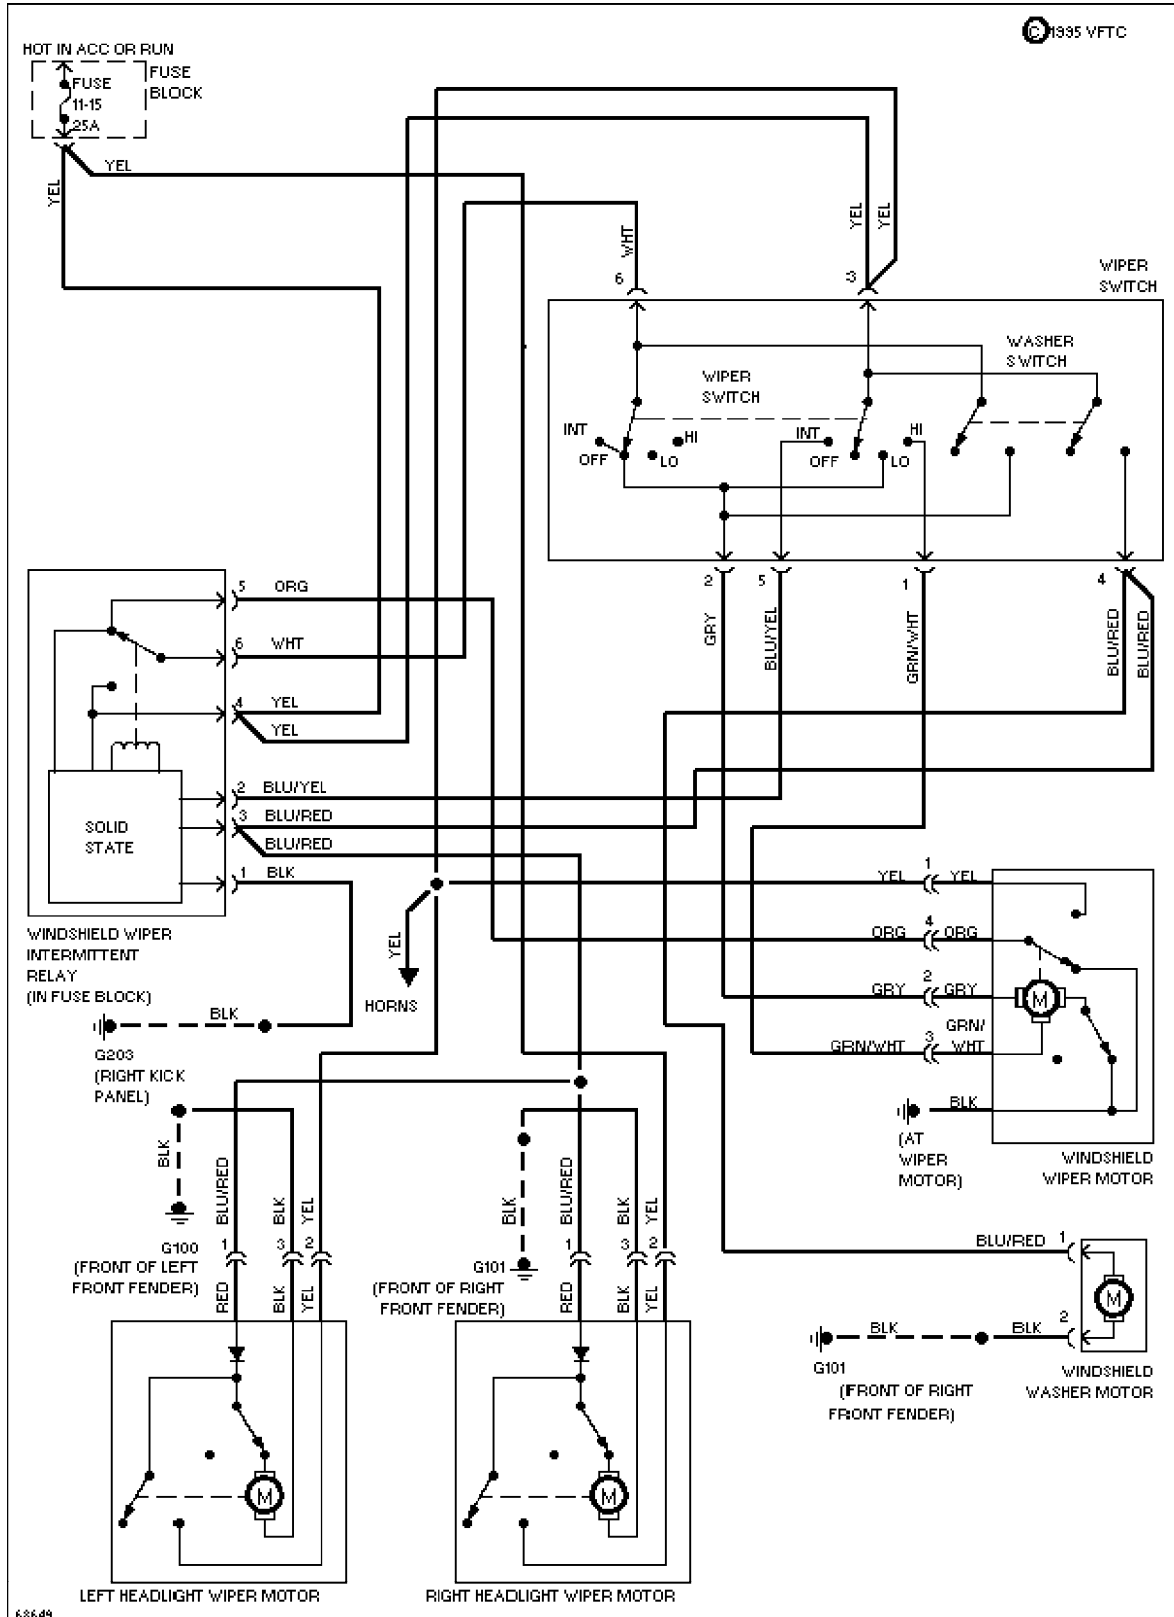 © 1995 VFTC
HOT IN ACC OR RUN
FUSE
11-15
25A
FUSE
BLOCK
YEL
YEL
WHT
YEL
YEL
6
3
WIPER
SWITCH
WIPER
SWITCH
WASHER
SWITCH
INT
OFF
LO
HI
INT
OFF
LO
HI
2
5
1
4
GRY
BLU/YEL
GRN/WHT
BLU/RED
BLU/RED
5
ORG
6
WHT
4
YEL
YEL
2
BLU/YEL
3
BLU/RED
BLU/RED
1
BLK
SOLID
STATE
WINDSHIELD WIPER
INTERMITTENT
RELAY
(IN FUSE BLOCK)
YEL
HORNS
BLK
G203
(RIGHT KICK
PANEL)
YEL
1
YEL
ORG
4
ORG
GRY
2
GRY
GRN/WHT
3
GRN/
WHT
M
BLK
(AT
WIPER
MOTOR)
WINDSHIELD
WIPER MOTOR
BLK
G100
(FRONT OF LEFT
FRONT FENDER)
BLU/RED
BLK
YEL
1
3
2
RED
BLK
YEL
BLK
G101
(FRONT OF RIGHT
FRONT FENDER)
BLU/RED
BLK
YEL
1
3
2
RED
BLK
YEL
BLU/RED
1
M
2
BLK
BLK
G101
(FRONT OF RIGHT
FRONT FENDER)
WINDSHIELD
WASHER MOTOR
M
M
LEFT HEADLIGHT WIPER MOTOR
RIGHT HEADLIGHT WIPER MOTOR
68649